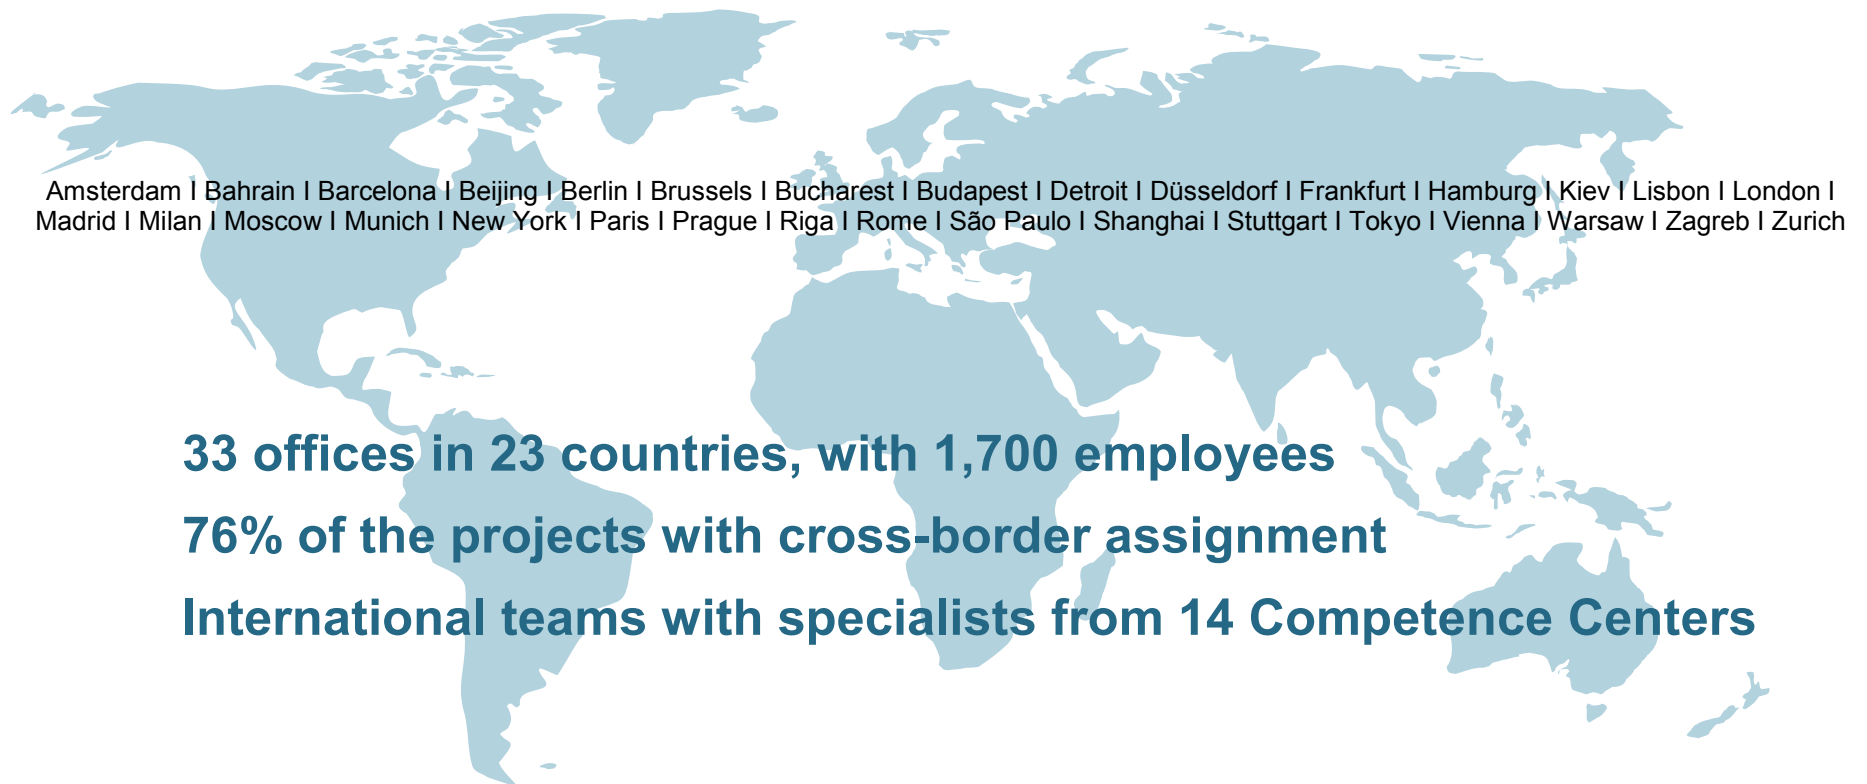 Amsterdam I Bahrain I Barcelona I Beijing I Berlin I Brussels I Bucharest I Budapest I Detroit I Düsseldorf I Frankfurt I Hamburg I Kiev I Lisbon I London I
Madrid I Milan I Moscow I Munich I New York I Paris I Prague I Riga I Rome I São Paulo I Shanghai I Stuttgart I Tokyo I Vienna I Warsaw I Zagreb I Zurich
33 offices in 23 countries, with 1,700 employees
76% of the projects with cross-border assignment
International teams with specialists from 14 Competence Centers